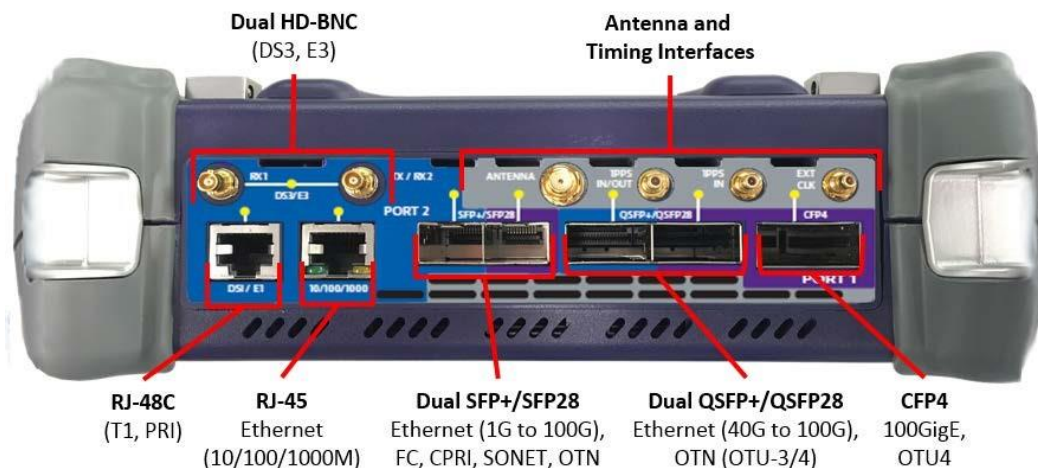 Dual HD-BNC
(DS3, E3)
Antenna and
Timing Interfaces
RX1
DS3/E3
TX / RX2
ANTENNA
1PPS
IN/OUT
1PPS
IN
EXT
CLK
PORT 2
SFP+/SFP28
QSFP+/QSFP28
CFP4
DS1/ E1
10/100/1000
PORT 1
RJ-48C
(T1, PRI)
RJ-45
Ethernet
(10/100/1000M)
Dual SFP+/SFP28
Ethernet (1G to 100G),
FC, CPRI, SONET, OTN
Dual QSFP+/QSFP28
Ethernet (40G to 100G),
OTN (OTU-3/4)
CFP4
100GigE,
OTU4